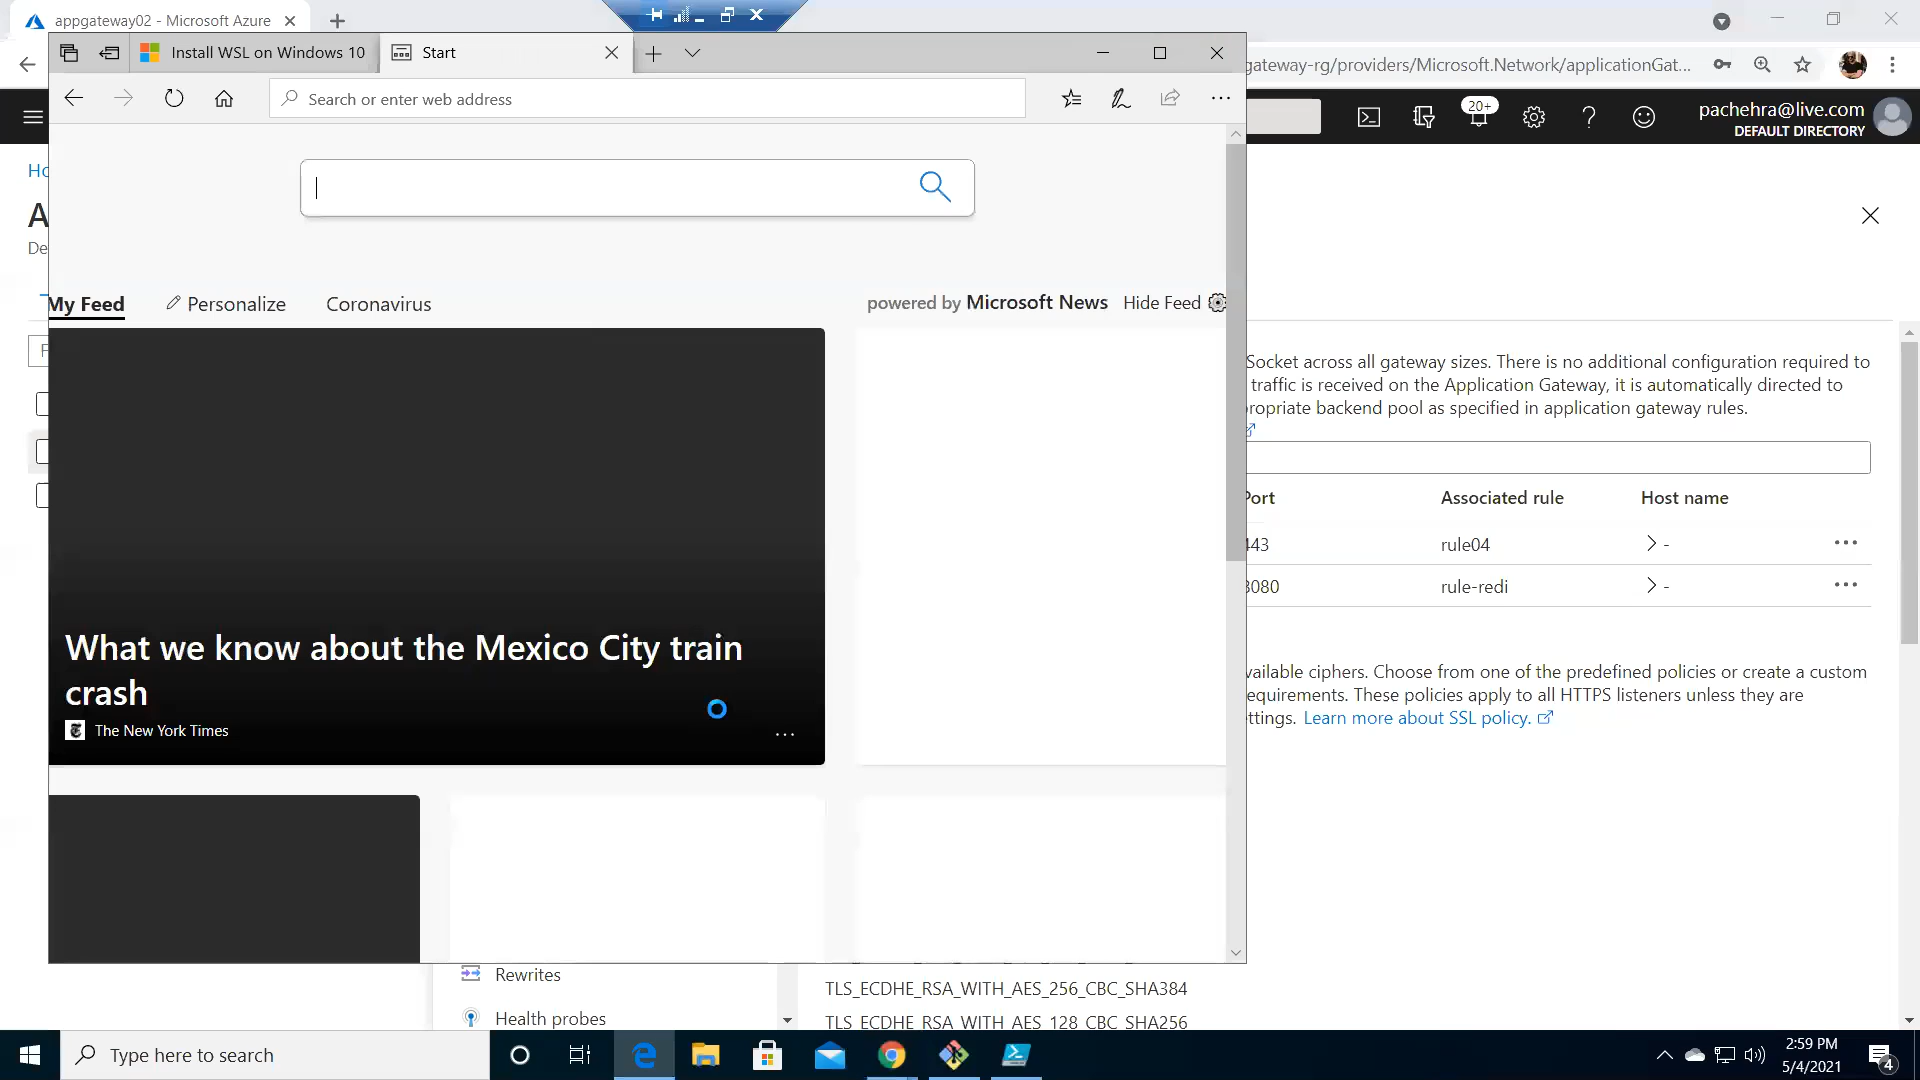 appgateway02 - Microsoft Azure
Install WSL on Windows 10
Start
gateway-rg/providers/Microsoft.Network/applicationGat...
Search or enter web address
20+
pachehra@live.com
DEFAULT DIRECTORY
Ho
A
De
My Feed
Personalize
Coronavirus
powered by Microsoft News
Hide Feed
F
Socket across all gateway sizes. There is no additional configuration required to
traffic is received on the Application Gateway, it is automatically directed to
ropriate backend pool as specified in application gateway rules.
Port
Associated rule
Host name
443
rule04
-
8080
rule-redi
-
What we know about the Mexico City train
crash
The New York Times
vailable ciphers. Choose from one of the predefined policies or create a custom
equirements. These policies apply to all HTTPS listeners unless they are
ettings. Learn more about SSL policy.
Rewrites
Health probes
TLS_ECDHE_RSA_WITH_AES_256_CBC_SHA384
TLS_ECDHE_RSA_WITH_AES_128_CBC_SHA256
Type here to search
2:59 PM
5/4/2021
4